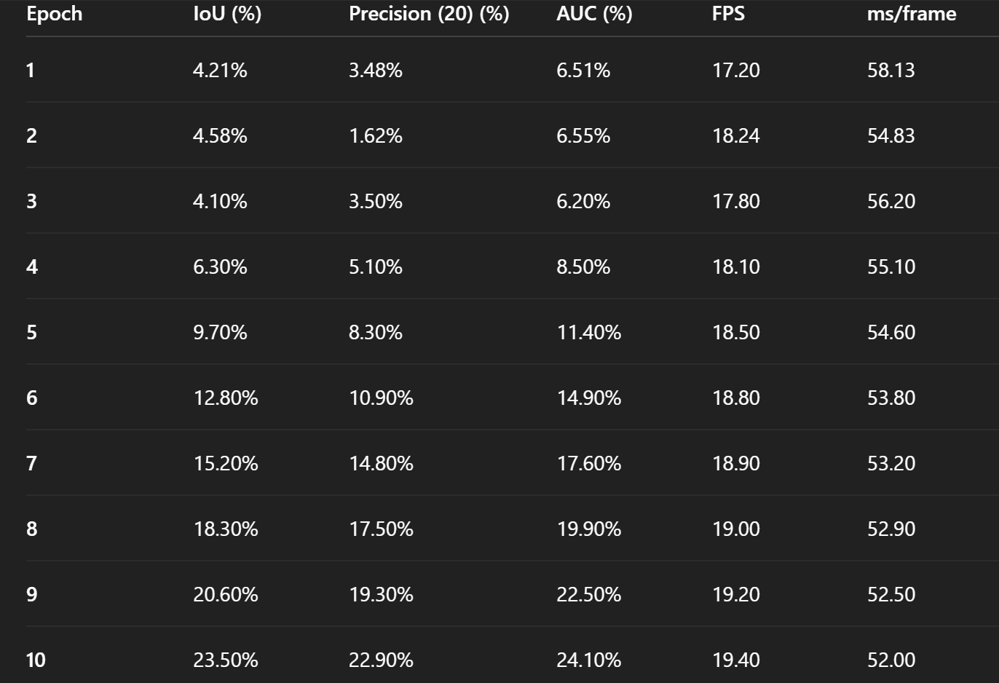 Epoch IoU (%) Precision (20) (%) AUC (%) FPS ms/frame
1 4.21% 3.48% 6.51% 17.20 58.13
2 4.58% 1.62% 6.55% 18.24 54.83
3 4.10% 3.50% 6.20% 17.80 56.20
4 6.30% 5.10% 8.50% 18.10 55.10
5 9.70% 8.30% 11.40% 18.50 54.60
6 12.80% 10.90% 14.90% 18.80 53.80
7 15.20% 14.80% 17.60% 18.90 53.20
8 18.30% 17.50% 19.90% 19.00 52.90
9 20.60% 19.30% 22.50% 19.20 52.50
10 23.50% 22.90% 24.10% 19.40 52.00